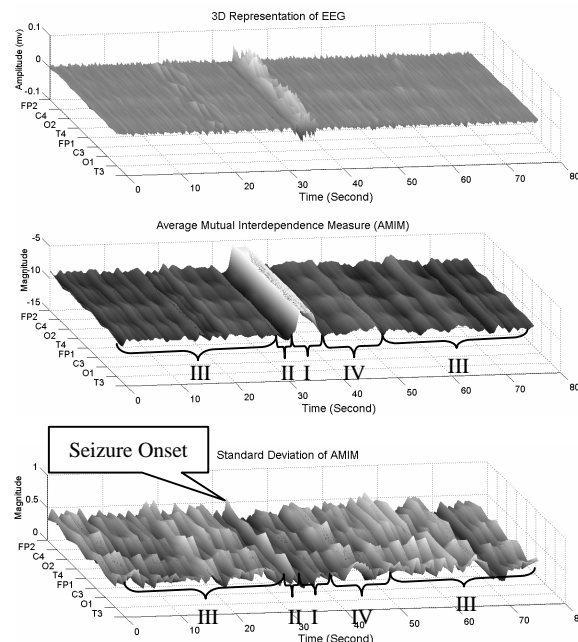 3D Representation of EEG
Amplitude (mv)
0.1
0
-0.1
FP2
C4
O2
T4
FP1
C3
O1
T3
0 10 20 30 40 50 60 70 80
Time (Second)
Average Mutual Interdependence Measure (AMIM)
Magnitude
-5
-10
-15
FP2
C4
O2
T4
FP1
C3
O1
T3
III II I IV III
0 10 20 30 40 50 60 70 80
Time (Second)
Seizure Onset
Standard Deviation of AMIM
Magnitude
1
0.5
0
FP2
C4
O2
T4
FP1
C3
O1
T3
III II I IV III
0 10 20 30 40 50 60 70 80
Time (Second)